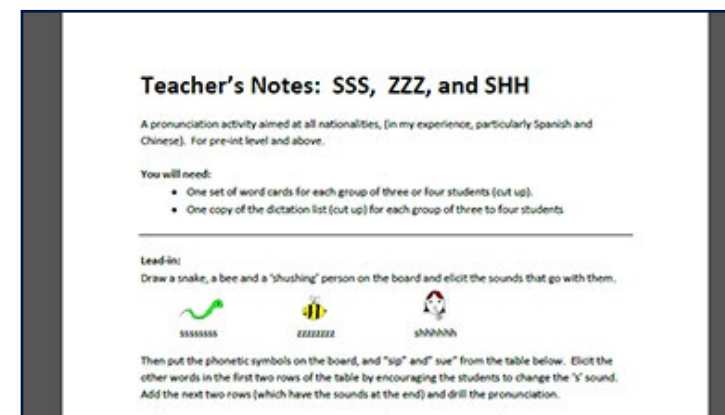 Teacher's Notes: SSS, ZZZ, and SHH
A pronunciation activity aimed at all nationalities, (in my experience, particularly Spanish and
Chinese). For pre-int level and above.
You will need:
• One set of word cards for each group of three or four students (cut up).
• One copy of the dictation list (cut up) for each group of three to four students
Lead-in:
Draw a snake, a bee and a 'shushing' person on the board and elicit the sounds that go with them.
ssssssss zzzzzzzz shhhhhh
Then put the phonetic symbols on the board, and "sip" and" sue" from the table below. Elicit the
other words in the first two rows of the table by encouraging the students to change the 's' sound.
Add the next two rows (which have the sounds at the end) and drill the pronunciation.